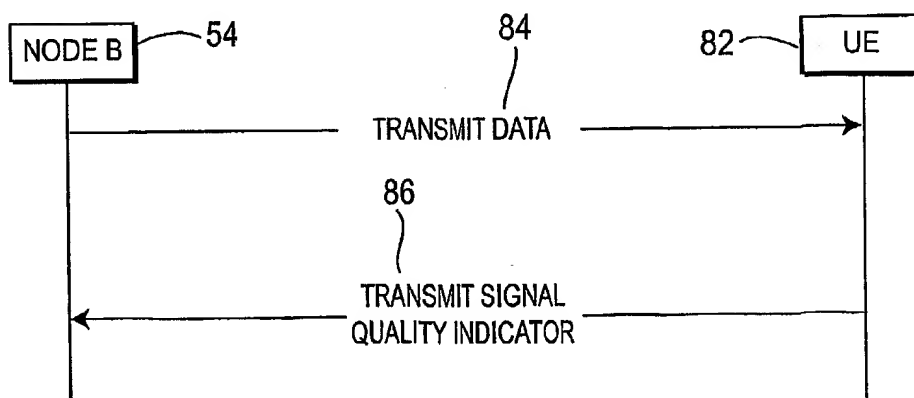 NODE B
54
84
82
UE
TRANSMIT DATA
86
TRANSMIT SIGNAL
QUALITY INDICATOR